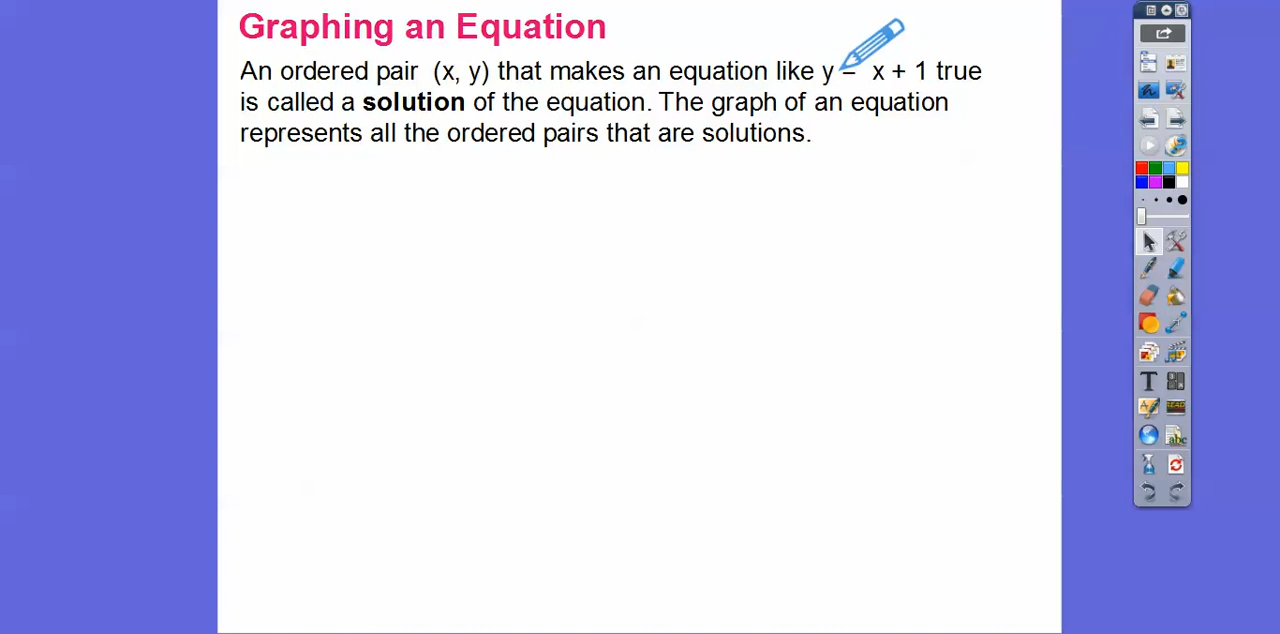 Graphing an Equation
An ordered pair (x, y) that makes an equation like y = x + 1 true
is called a solution of the equation. The graph of an equation
represents all the ordered pairs that are solutions.